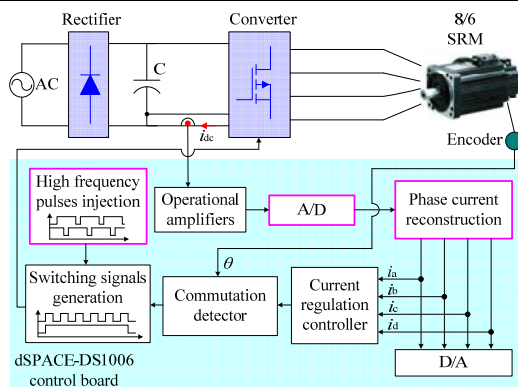 Rectifier
Converter
8/6
SRM
AC
C
idc
Encoder
High frequency
pulses injection
Operational
amplifiers
A/D
Phase current
reconstruction
θ
Switching signals
generation
Commutation
detector
Current
regulation
controller
ia
ib
ic
id
D/A
dSPACE-DS1006
control board